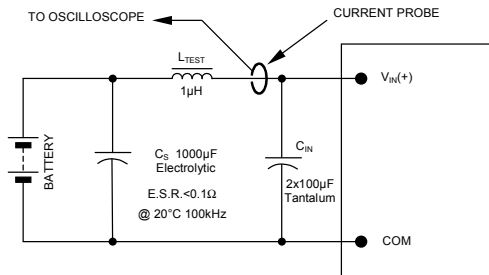 TO OSCILLOSCOPE
CURRENT PROBE
LTEST
1µH
VIN(+)
BATTERY
CS 1000µF
Electrolytic
E.S.R.<0.1Ω
@ 20°C 100kHz
CIN
2x100µF
Tantalum
COM